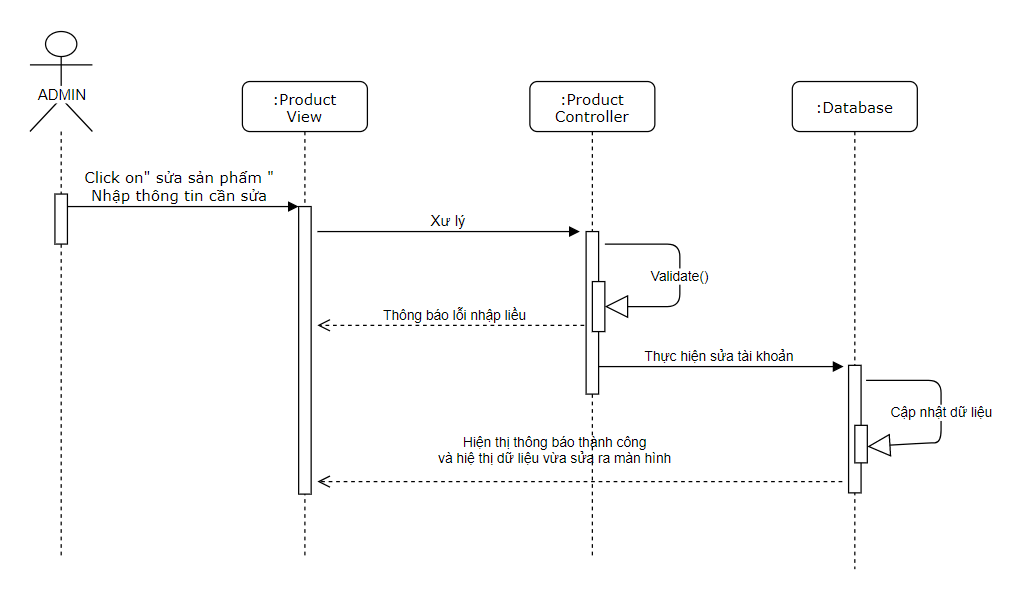 ADMIN
:Product
View
:Product
Controller
:Database
Click on" sửa sản phẩm "
Nhập thông tin cần sửa
Xư lý
Validate()
Thông báo lỗi nhập liều
Thực hiện sửa tài khoản
Cập nhật dữ liệu
Hiện thị thông báo thành công
và hiệ thị dữ liệu vừa sửa ra màn hình